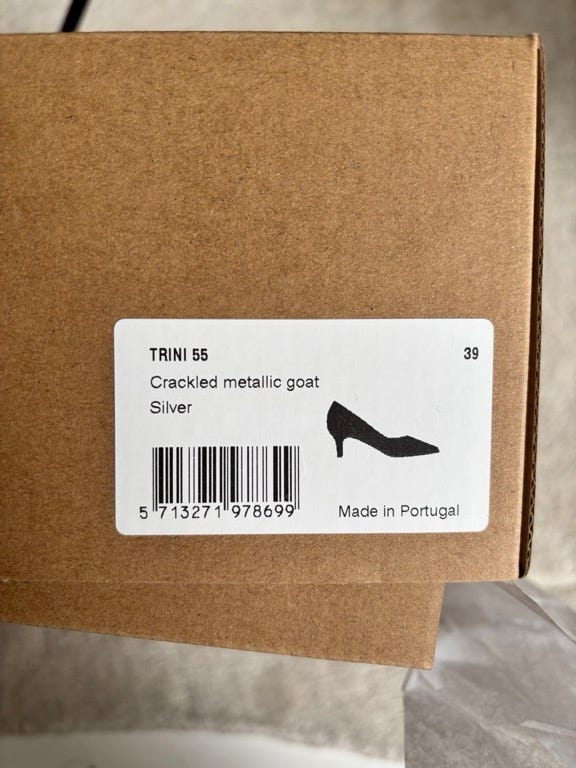 TRINI 55 39
Crackled metallic goat
Silver
5 713271 978699
Made in Portugal